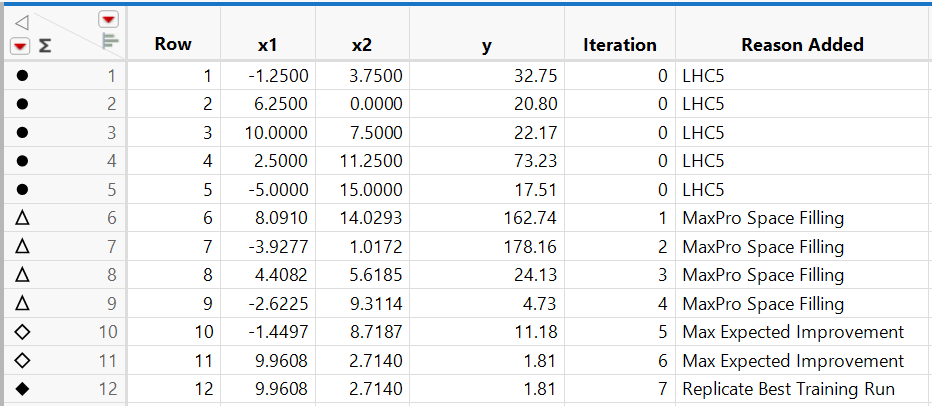 Row x1 x2 y Iteration Reason Added
1 1 -1.2500 3.7500 32.75 0 LHC5
2 2 6.2500 0.0000 20.80 0 LHC5
3 3 10.0000 7.5000 22.17 0 LHC5
4 4 2.5000 11.2500 73.23 0 LHC5
5 5 -5.0000 15.0000 17.51 0 LHC5
6 6 8.0910 14.0293 162.74 1 MaxPro Space Filling
7 7 -3.9277 1.0172 178.16 2 MaxPro Space Filling
8 8 4.4082 5.6185 24.13 3 MaxPro Space Filling
9 9 -2.6225 9.3114 4.73 4 MaxPro Space Filling
10 10 -1.4497 8.7187 11.18 5 Max Expected Improvement
11 11 9.9608 2.7140 1.81 6 Max Expected Improvement
12 12 9.9608 2.7140 1.81 7 Replicate Best Training Run